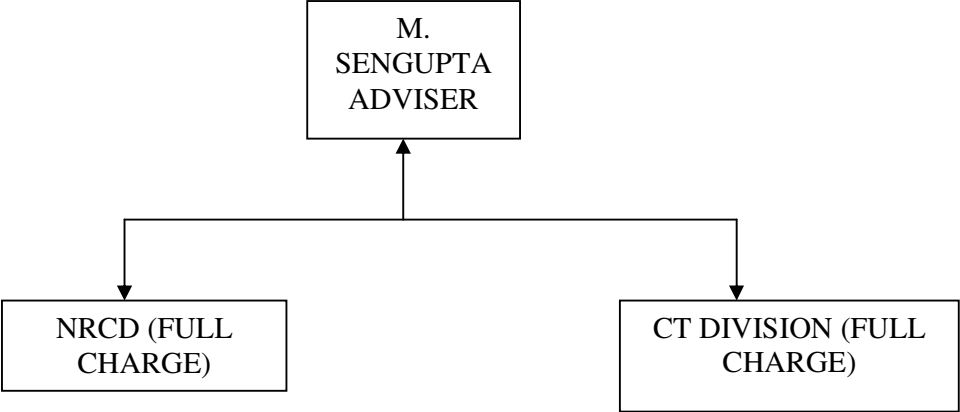 M.
SENGUPTA
ADVISER
NRCD (FULL
CHARGE)
CT DIVISION (FULL
CHARGE)